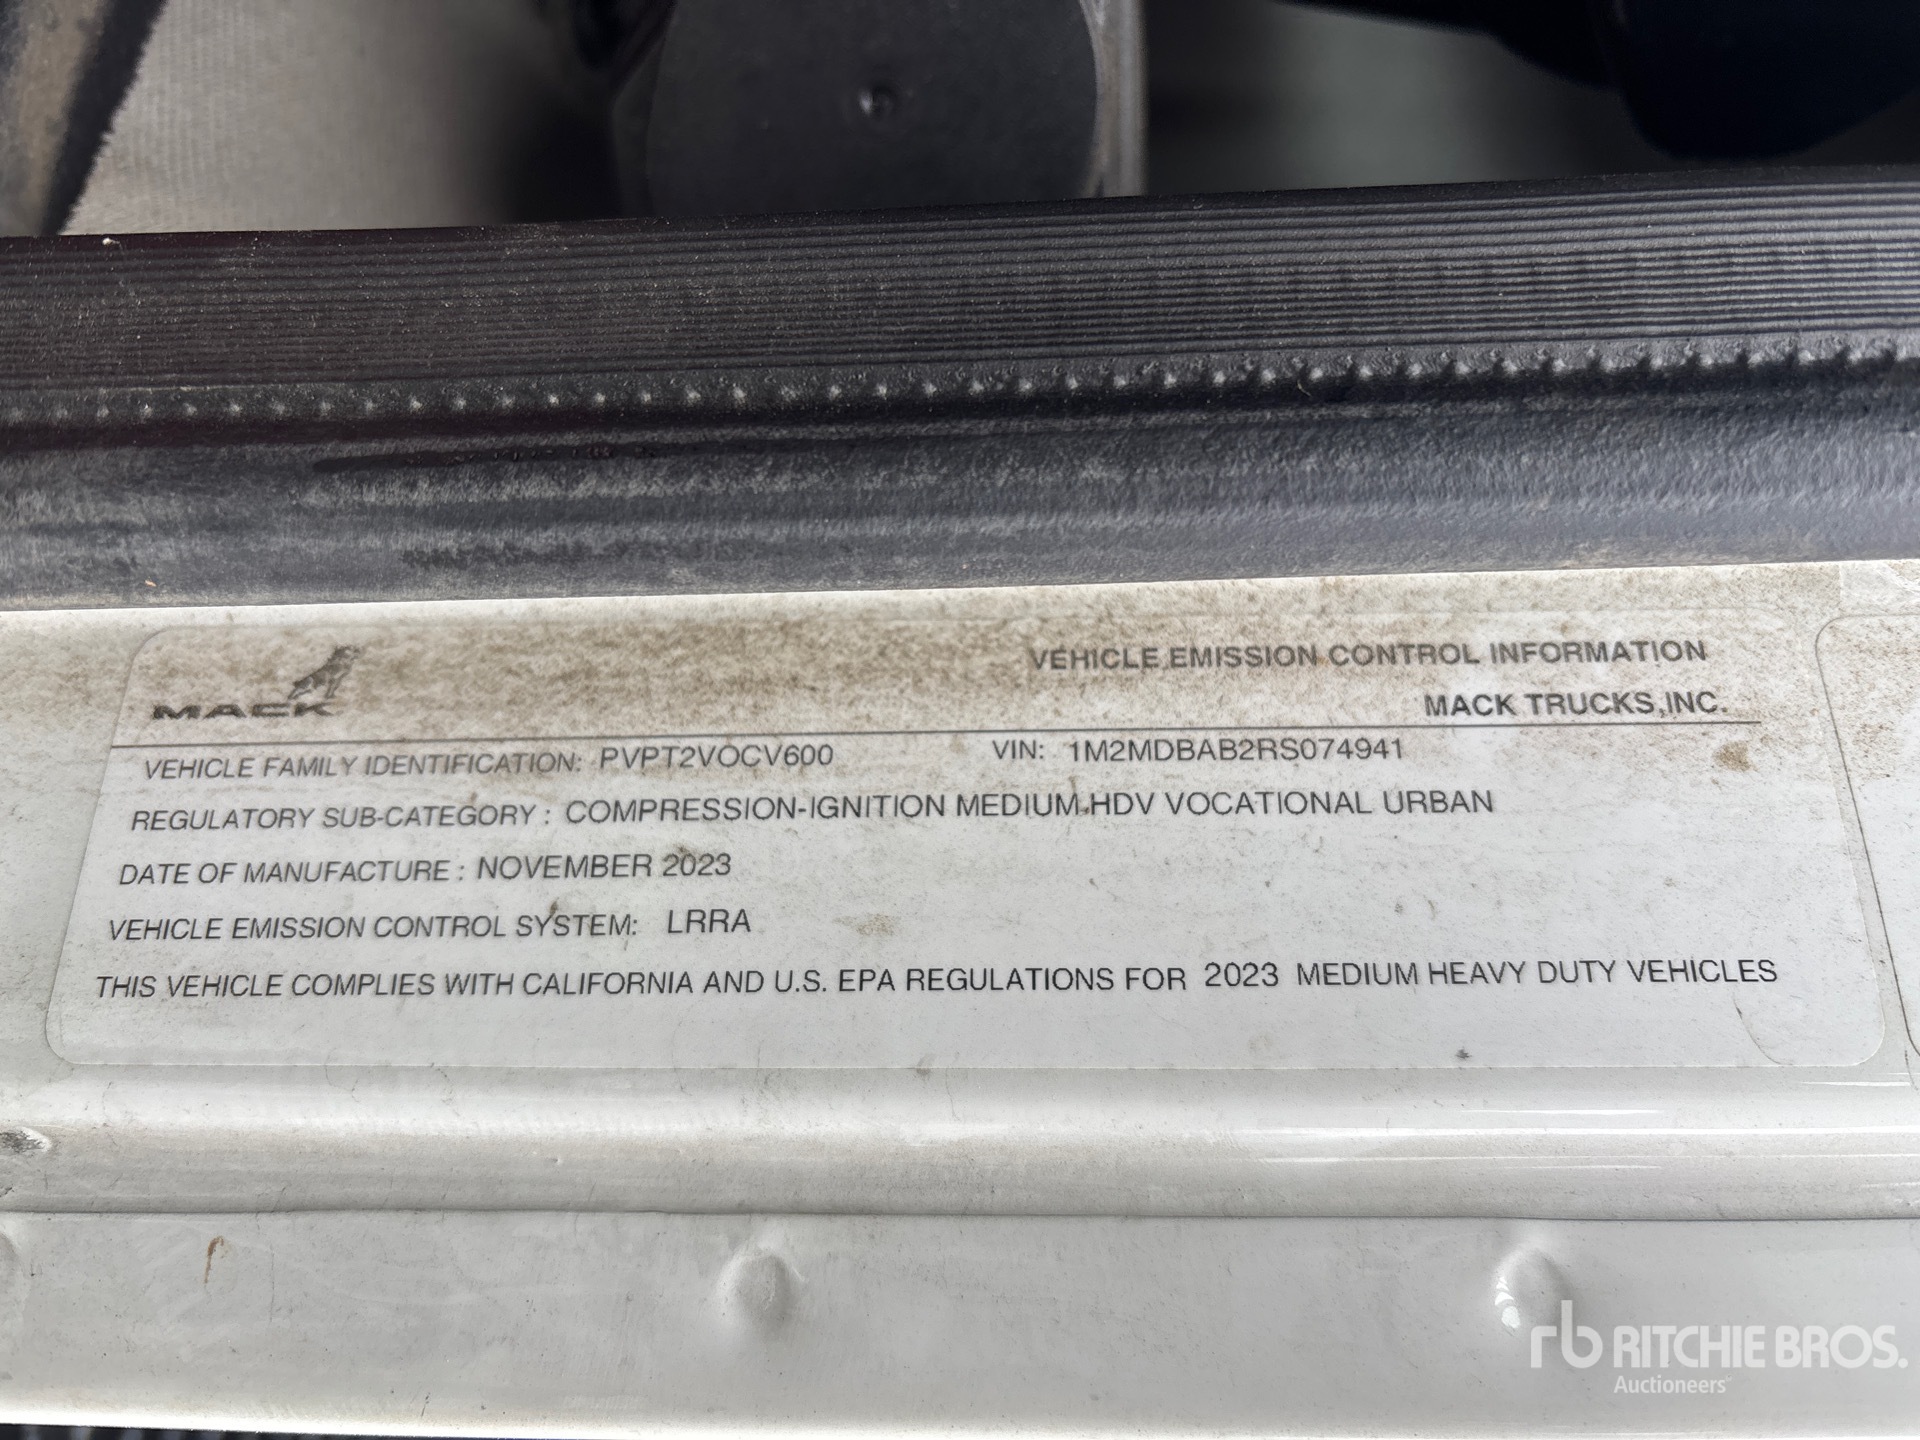 MACK
VEHICLE EMISSION CONTROL INFORMATION
MACK TRUCKS,INC.
VEHICLE FAMILY IDENTIFICATION: PVPT2VOCV600 VIN: 1M2MDBAB2RS074941
REGULATORY SUB-CATEGORY : COMPRESSION-IGNITION MEDIUM HDV VOCATIONAL URBAN
DATE OF MANUFACTURE : NOVEMBER 2023
VEHICLE EMISSION CONTROL SYSTEM: LRRA
THIS VEHICLE COMPLIES WITH CALIFORNIA AND U.S. EPA REGULATIONS FOR 2023 MEDIUM HEAVY DUTY VEHICLES
rb RITCHIE BROS.
Auctioneers